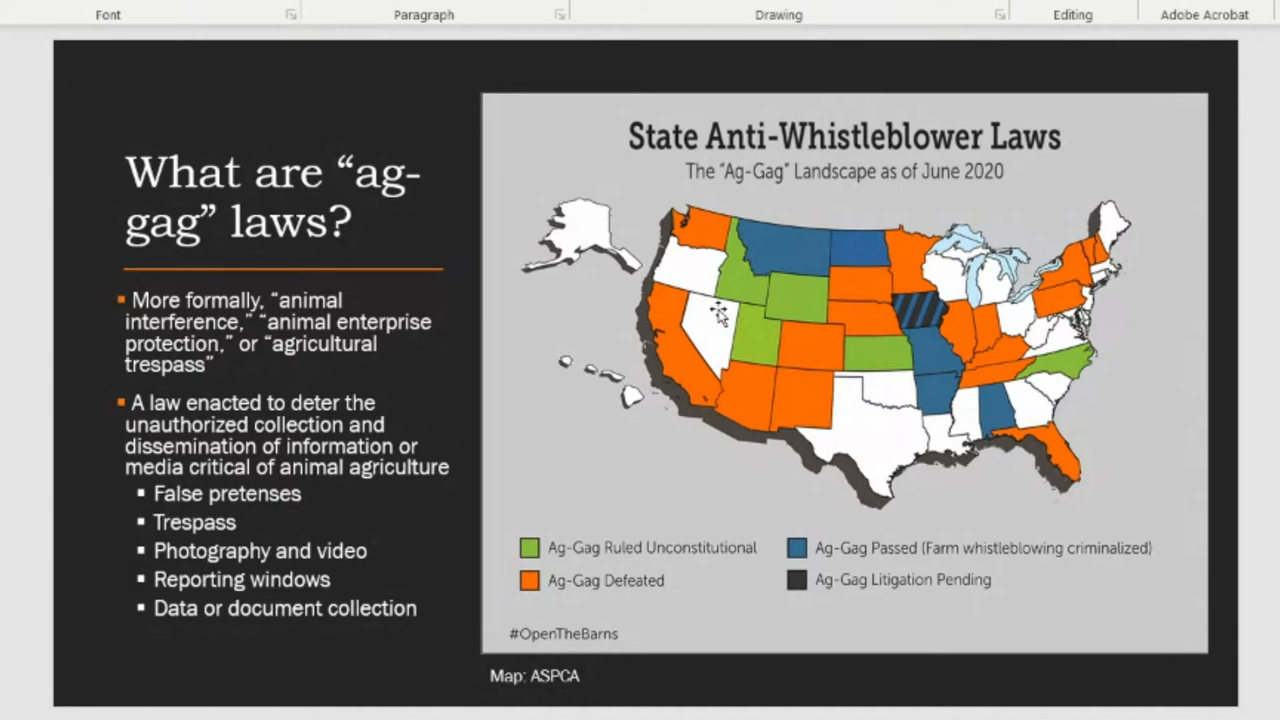 Font
Paragraph
Drawing
Editing
Adobe Acrobat
What are “ag-
gag” laws?
More formally, “animal
interference,” “animal enterprise
protection,” or “agricultural
trespass”
A law enacted to deter the
unauthorized collection and
dissemination of information or
media critical of animal agriculture
False pretenses
Trespass
Photography and video
Reporting windows
Data or document collection
State Anti-Whistleblower Laws
The “Ag-Gag” Landscape as of June 2020
Ag-Gag Ruled Unconstitutional
Ag-Gag Passed (Farm whistleblowing criminalized)
Ag-Gag Defeated
Ag-Gag Litigation Pending
#OpenTheBarns
Map: ASPCA